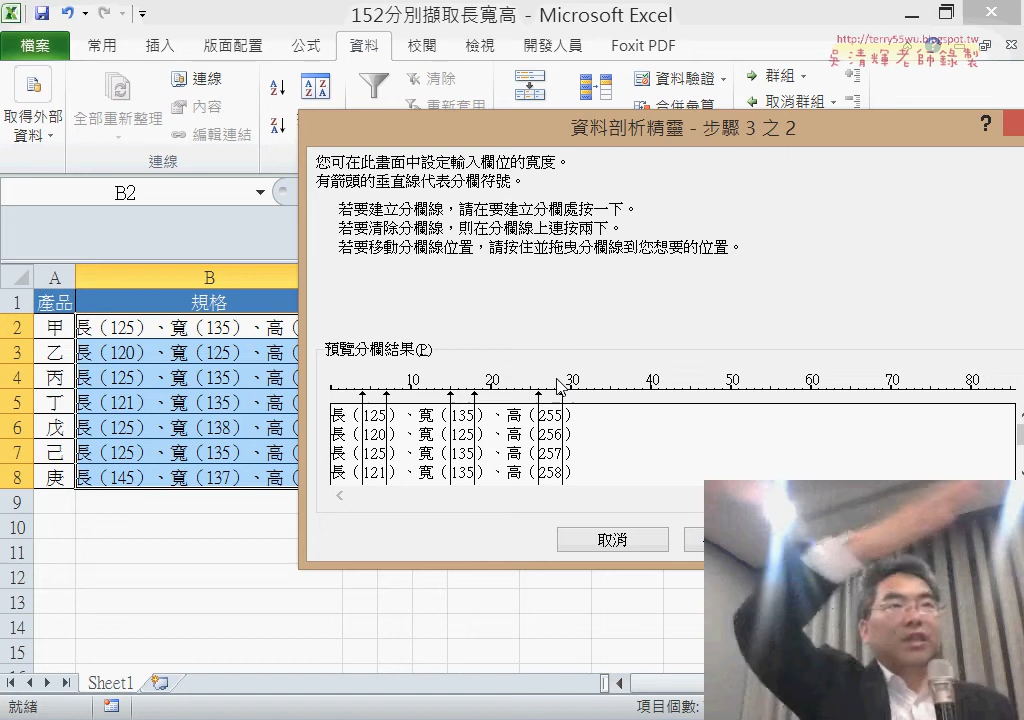 152分別擷取長寬高 - Microsoft Excel
http://terry55wu.blogspot.tw
吳清輝老師錄製
檔案 常用 插入 版面配置 公式 資料 校閱 檢視 開發人員 Foxit PDF
取得外部
資料
全部重新整理
連線
內容
編輯連結
連線
清除
重新套用
資料驗證
合併彙算
群組
取消群組
B2
資料剖析精靈 - 步驟 3 之 2
您可在此畫面中設定輸入欄位的寬度。
有箭頭的垂直線代表分欄符號。
若要建立分欄線，請在要建立分欄處按一下。
若要清除分欄線，則在分欄線上連按兩下。
若要移動分欄線位置，請按住並拖曳分欄線到您想要的位置。
預覽分欄結果(P)
10 20 30 40 50 60 70 80
長（125）、寬（135）、高（255）
長（120）、寬（125）、高（256）
長（125）、寬（135）、高（257）
長（121）、寬（135）、高（258）
取消
A B
1 產品 規格
2 甲 長（125）、寬（135）、高（
3 乙 長（120）、寬（125）、高（
4 丙 長（125）、寬（135）、高（
5 丁 長（121）、寬（135）、高（
6 戊 長（125）、寬（138）、高（
7 己 長（125）、寬（135）、高（
8 庚 長（145）、寬（137）、高（
9
10
11
12
13
14
15
Sheet1
就緒
項目個數: